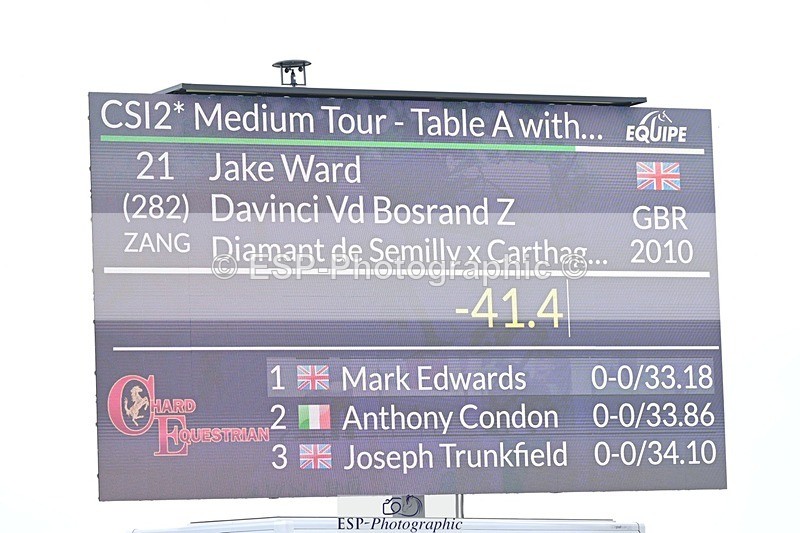 CSI2* Medium Tour - Table A with...
EQUIPE
21 Jake Ward
(282) Davinci Vd Bosrand Z GBR
ZANG Diamant de Semilly x Carthag... 2010
© ESP-Photographic ©
-41.4
CHARD EQUESTRIAN
1 Mark Edwards 0-0/33.18
2 Anthony Condon 0-0/33.86
3 Joseph Trunkfield 0-0/34.10
ESP-Photographic